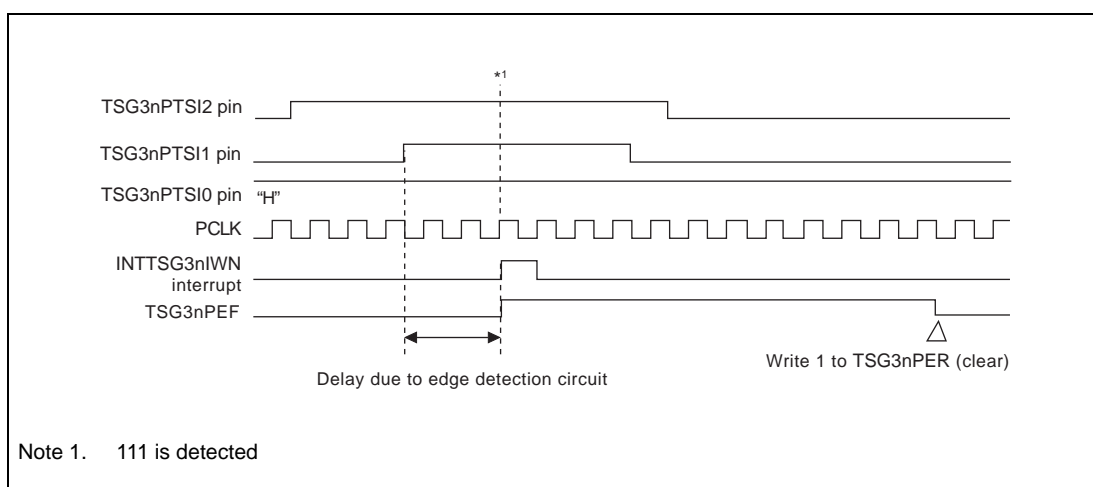 *1
TSG3nPTSI2 pin
TSG3nPTSI1 pin
TSG3nPTSI0 pin “H”
PCLK
INTTSG3nIWN
interrupt
TSG3nPEF
Write 1 to TSG3nPER (clear)
Delay due to edge detection circuit
Note 1. 111 is detected